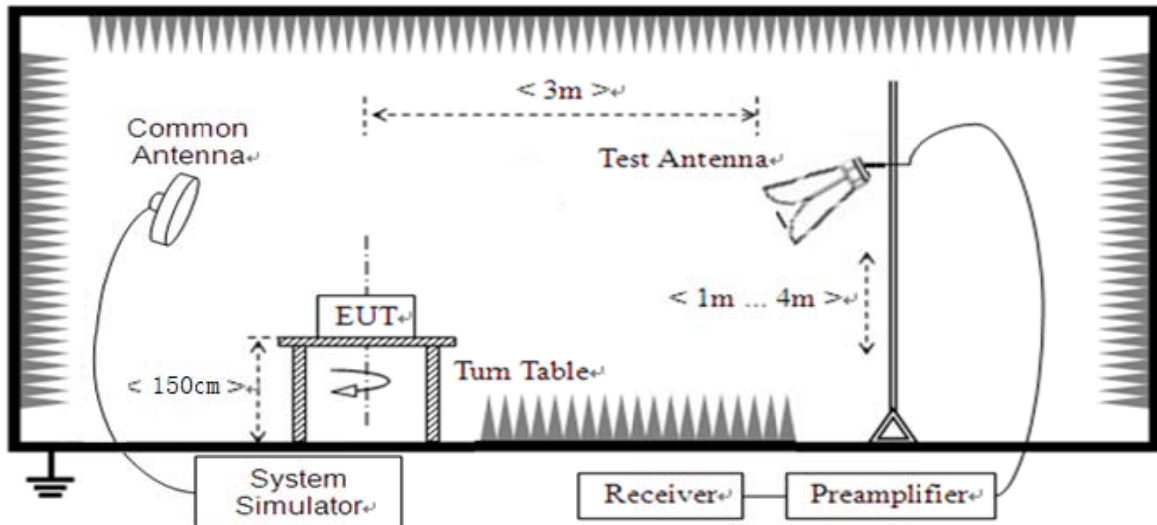 < 3m >↵
Common
Antenna↵
Test Antenna↵
< 1m ... 4m >↵
EUT↵
Turn Table↵
< 150cm >↵
System
Simulator↵
Receiver↵
Preamplifier↵